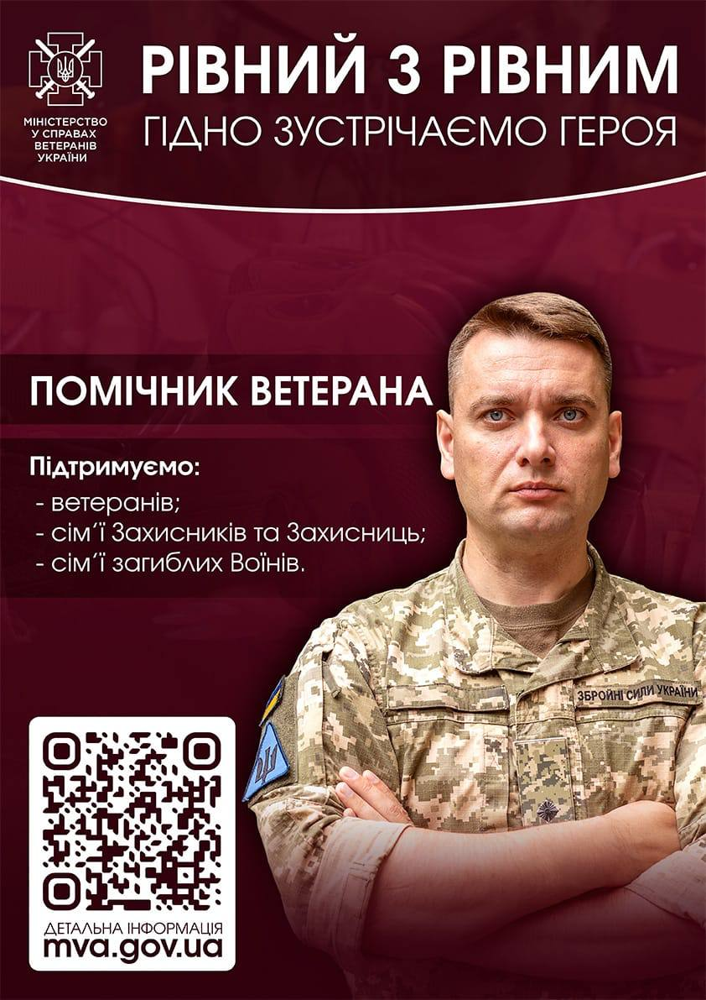 РІВНИЙ З РІВНИМ
ГІДНО ЗУСТРІЧАЄМО ГЕРОЯ
МІНІСТЕРСТВО
У СПРАВАХ
ВЕТЕРАНІВ
УКРАЇНИ
ПОМІЧНИК ВЕТЕРАНА
Підтримуємо:
- ветеранів;
- сім´ї Захисників та Захисниць;
- сім´ї загиблих Воїнів.
ЗБРОЙНІ СИЛИ УКРАЇНИ
ДЕТАЛЬНА ІНФОРМАЦІЯ
mva.gov.ua